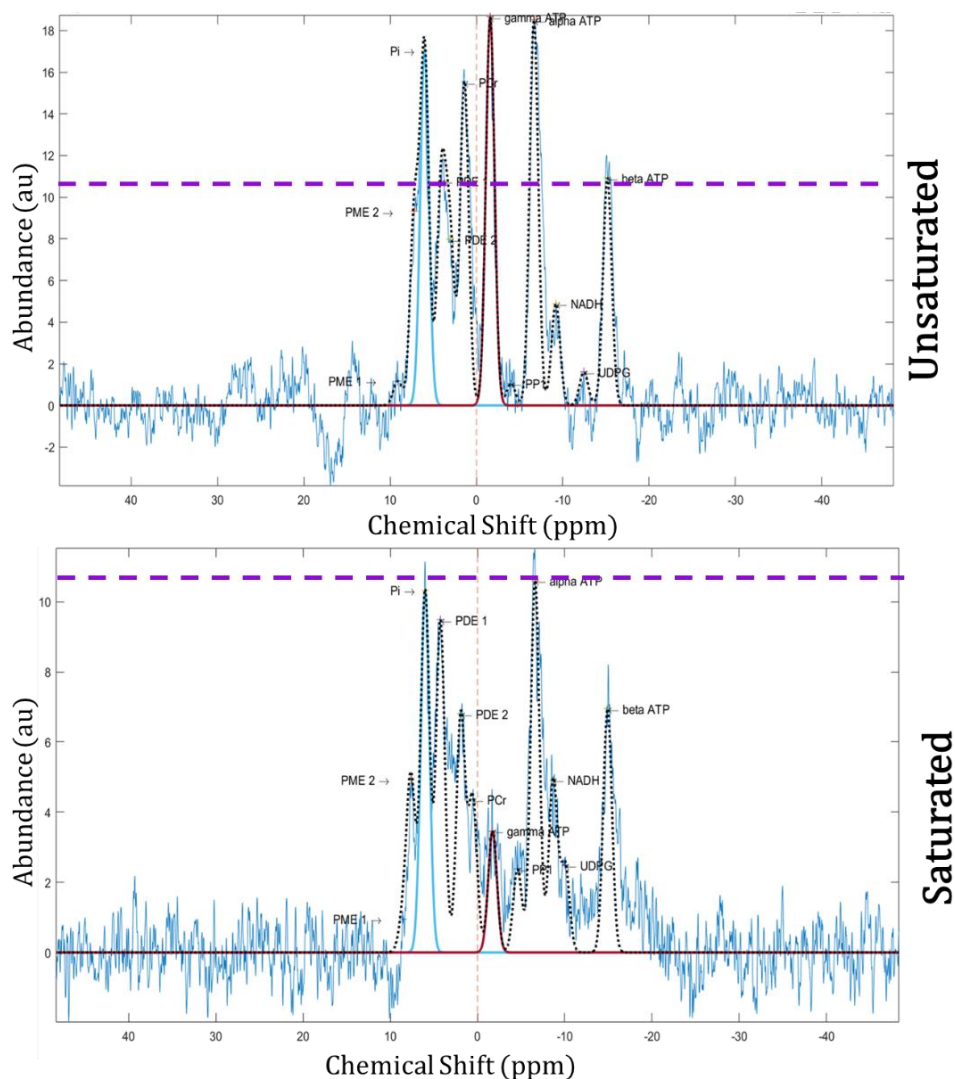 gamma ATP
alpha ATP
Pi →
PCr
18
16
14
12
10
8
6
4
2
0
-2
Abundance (au)
PDE
beta ATP
PME 2 →
PDE 2
NADH
PME 1 →
PP1
UDPG
40
30
20
10
0
-10
-20
-30
-40
Chemical Shift (ppm)
Unsaturated
10
8
6
4
2
0
Abundance (au)
alpha ATP
Pi →
← PDE 1
← PDE 2
beta ATP
PME 2 →
NADH
← PCr
gamma ATP
PP1
UDPG
PME 1 →
40
30
20
10
0
-10
-20
-30
-40
Chemical Shift (ppm)
Saturated